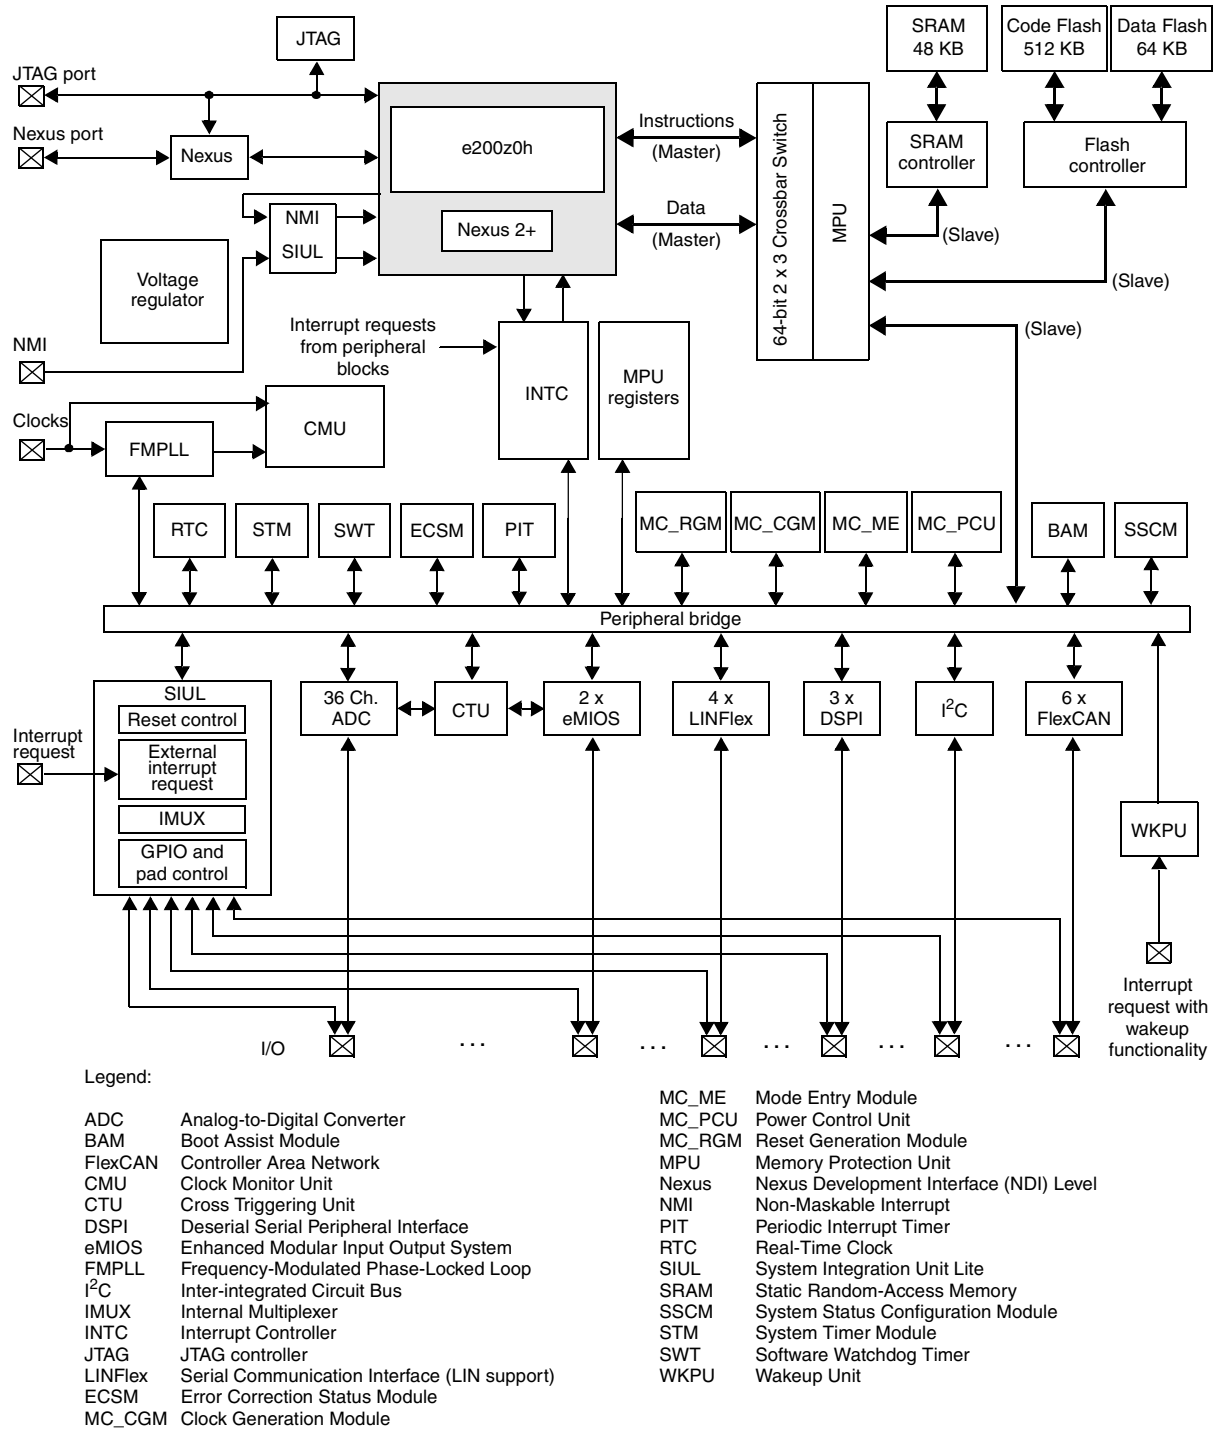 JTAG
SRAM
48 KB
Code Flash
512 KB
Data Flash
64 KB
JTAG port
Nexus port
Nexus
e200z0h
Nexus 2+
Instructions
(Master)
Data
(Master)
64-bit 2 x 3 Crossbar Switch
MPU
SRAM
controller
Flash
controller
(Slave)
(Slave)
(Slave)
NMI
SIUL
Voltage
regulator
NMI
Interrupt requests
from peripheral
blocks
INTC
MPU
registers
Clocks
FMPLL
CMU
RTC
STM
SWT
ECSM
PIT
MC_RGM
MC_CGM
MC_ME
MC_PCU
BAM
SSCM
Peripheral bridge
SIUL
Reset control
External
interrupt
request
IMUX
GPIO and
pad control
Interrupt
request
36 Ch.
ADC
CTU
2 x
eMIOS
4 x
LINFlex
3 x
DSPI
I²C
6 x
FlexCAN
WKPU
Interrupt
request with
wakeup
functionality
I/O
. . .
. . .
. . .
. . .
. . .
Legend:
ADC Analog-to-Digital Converter
BAM Boot Assist Module
FlexCAN Controller Area Network
CMU Clock Monitor Unit
CTU Cross Triggering Unit
DSPI Deserial Serial Peripheral Interface
eMIOS Enhanced Modular Input Output System
FMPLL Frequency-Modulated Phase-Locked Loop
I²C Inter-integrated Circuit Bus
IMUX Internal Multiplexer
INTC Interrupt Controller
JTAG JTAG controller
LINFlex Serial Communication Interface (LIN support)
ECSM Error Correction Status Module
MC_CGM Clock Generation Module
MC_ME Mode Entry Module
MC_PCU Power Control Unit
MC_RGM Reset Generation Module
MPU Memory Protection Unit
Nexus Nexus Development Interface (NDI) Level
NMI Non-Maskable Interrupt
PIT Periodic Interrupt Timer
RTC Real-Time Clock
SIUL System Integration Unit Lite
SRAM Static Random-Access Memory
SSCM System Status Configuration Module
STM System Timer Module
SWT Software Watchdog Timer
WKPU Wakeup Unit